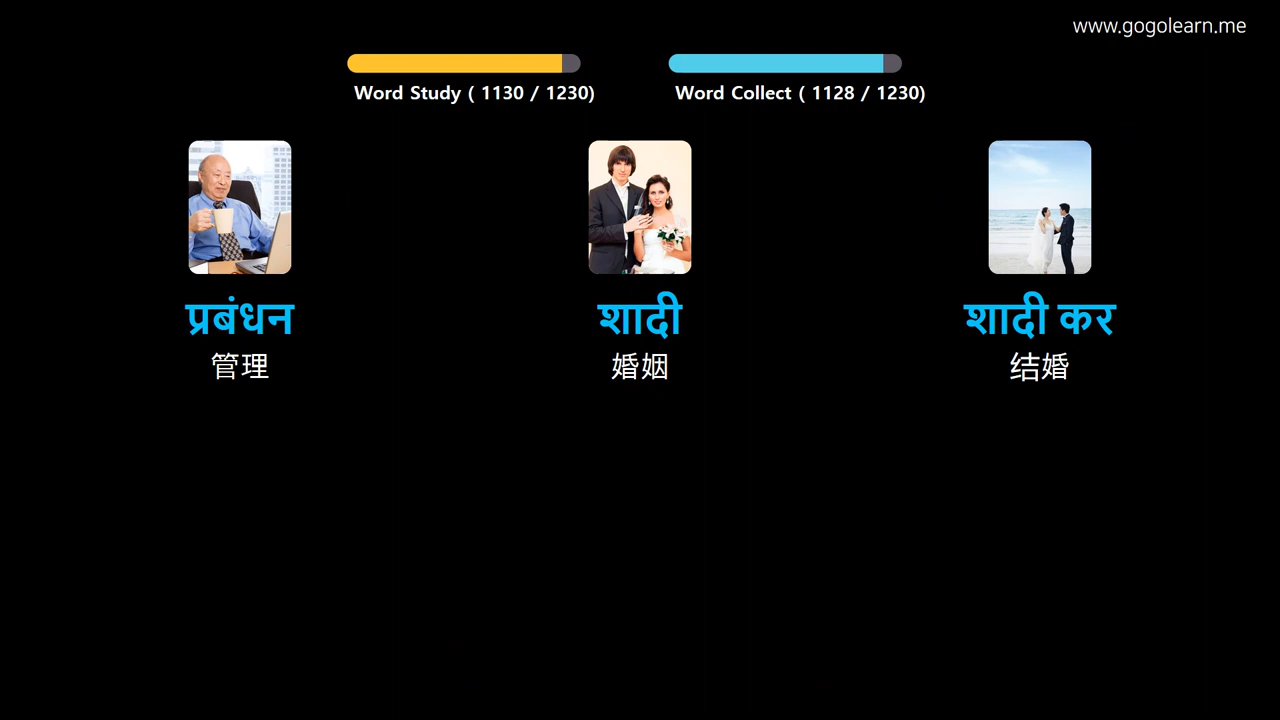 www.gogolearn.me
Word Study ( 1130 / 1230)
Word Collect ( 1128 / 1230)
प्रबंधन
शादी
शादी कर
管理
婚姻
结婚